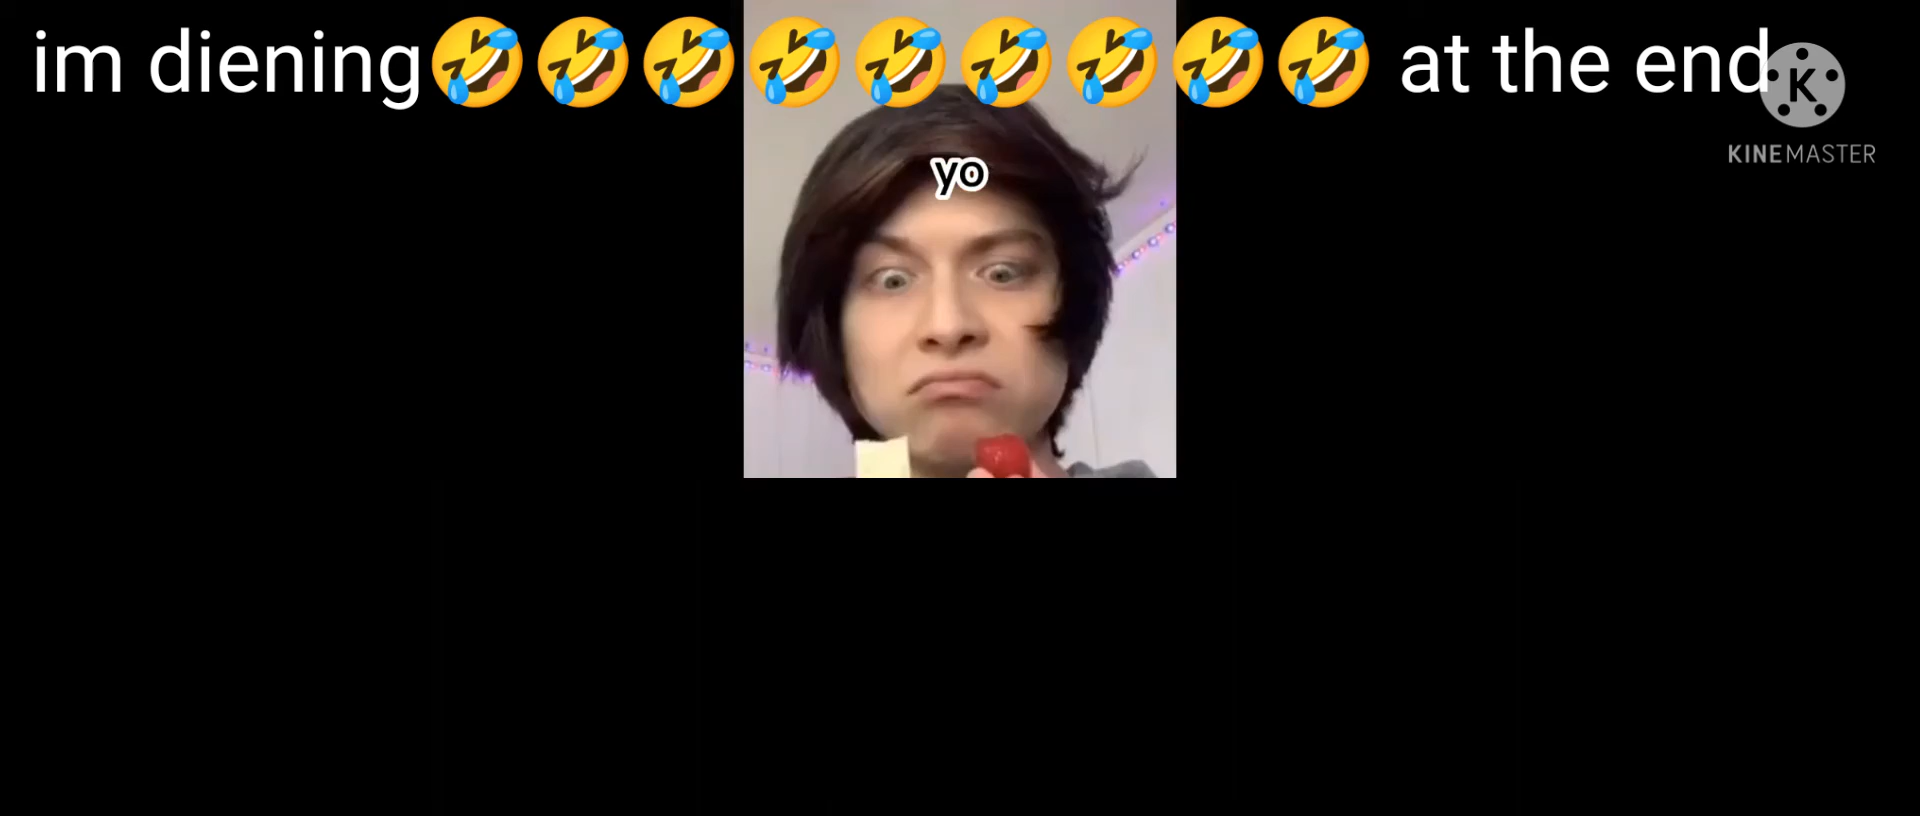 im diening🤣🤣🤣🤣🤣🤣🤣🤣🤣 at the end
K
KINEMASTER
yo